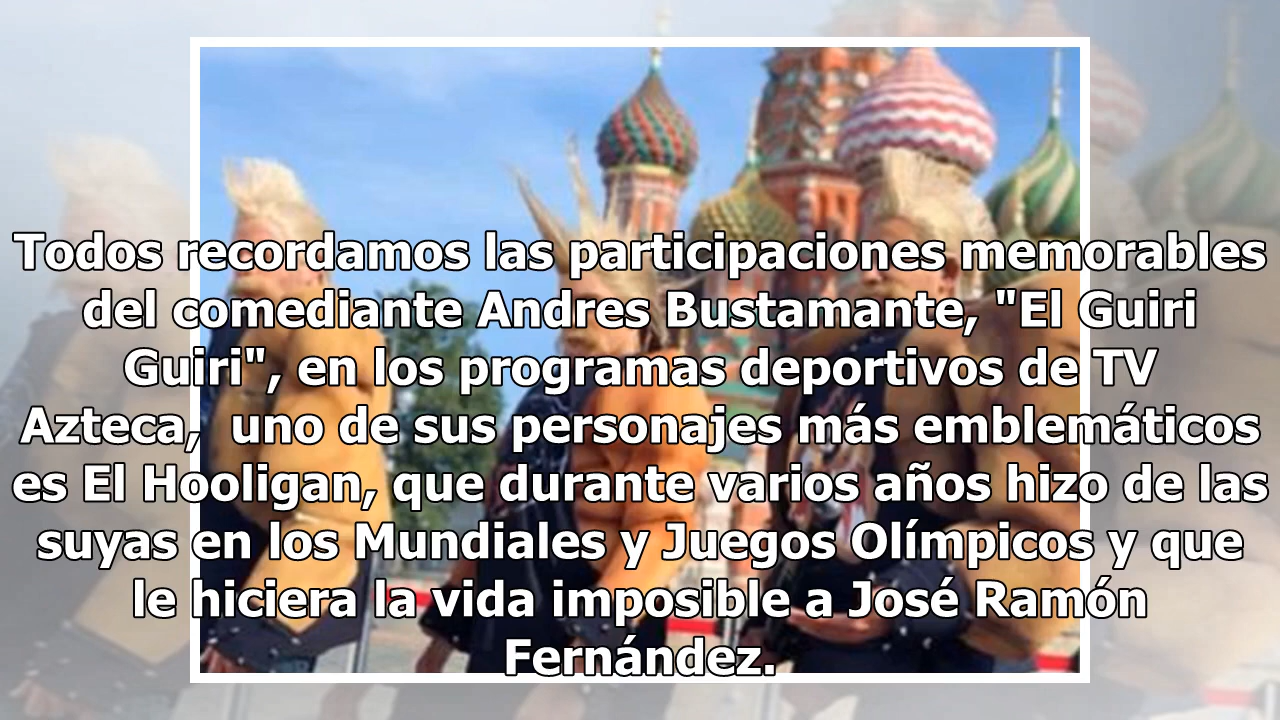 Todos recordamos las participaciones memorables
del comediante Andres Bustamante, "El Guiri
Guiri", en los programas deportivos de TV
Azteca,  uno de sus personajes más emblemáticos
es El Hooligan, que durante varios años hizo de las
suyas en los Mundiales y Juegos Olímpicos y que
le hiciera la vida imposible a José Ramón
Fernández.